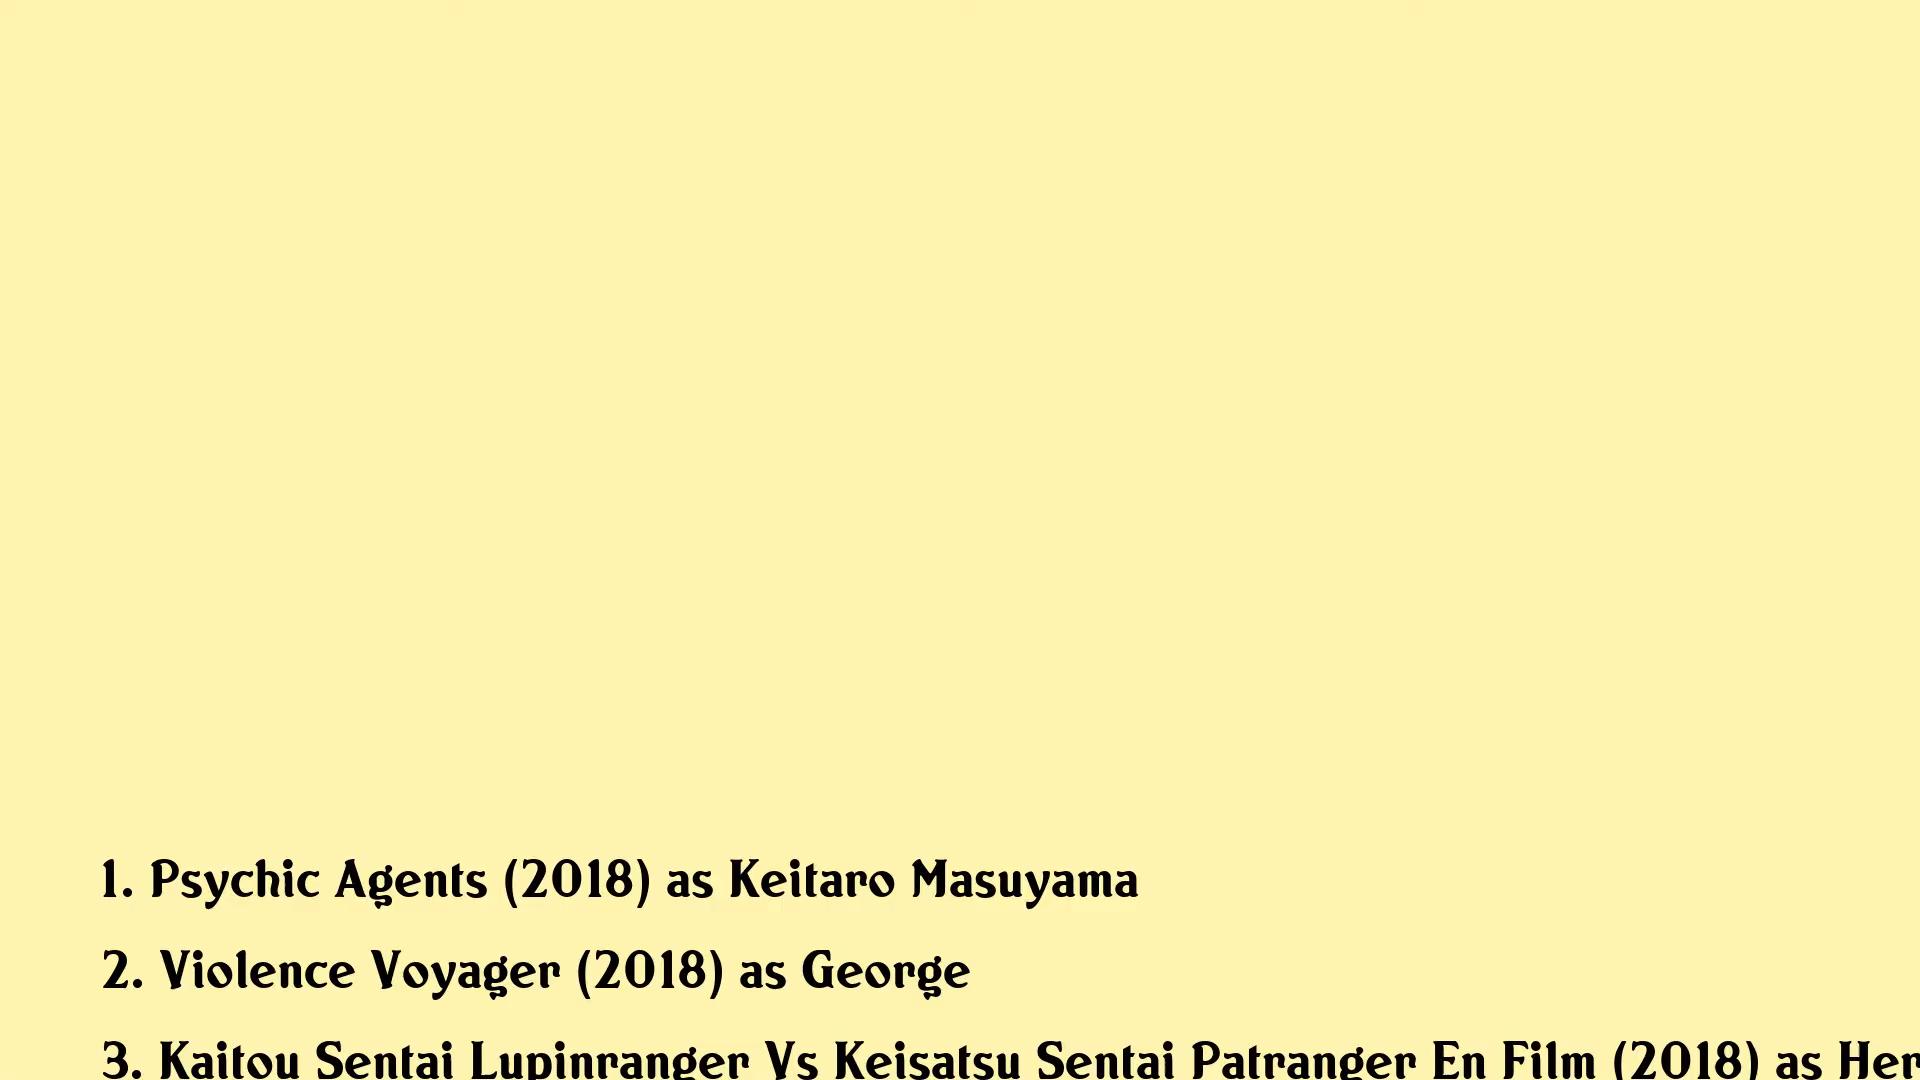 1. Psychic Agents (2018) as Keitaro Masuyama
2. Violence Voyager (2018) as George
3. Kaitou Sentai Lupinranger Vs Keisatsu Sentai Patranger En Film (2018) as Her